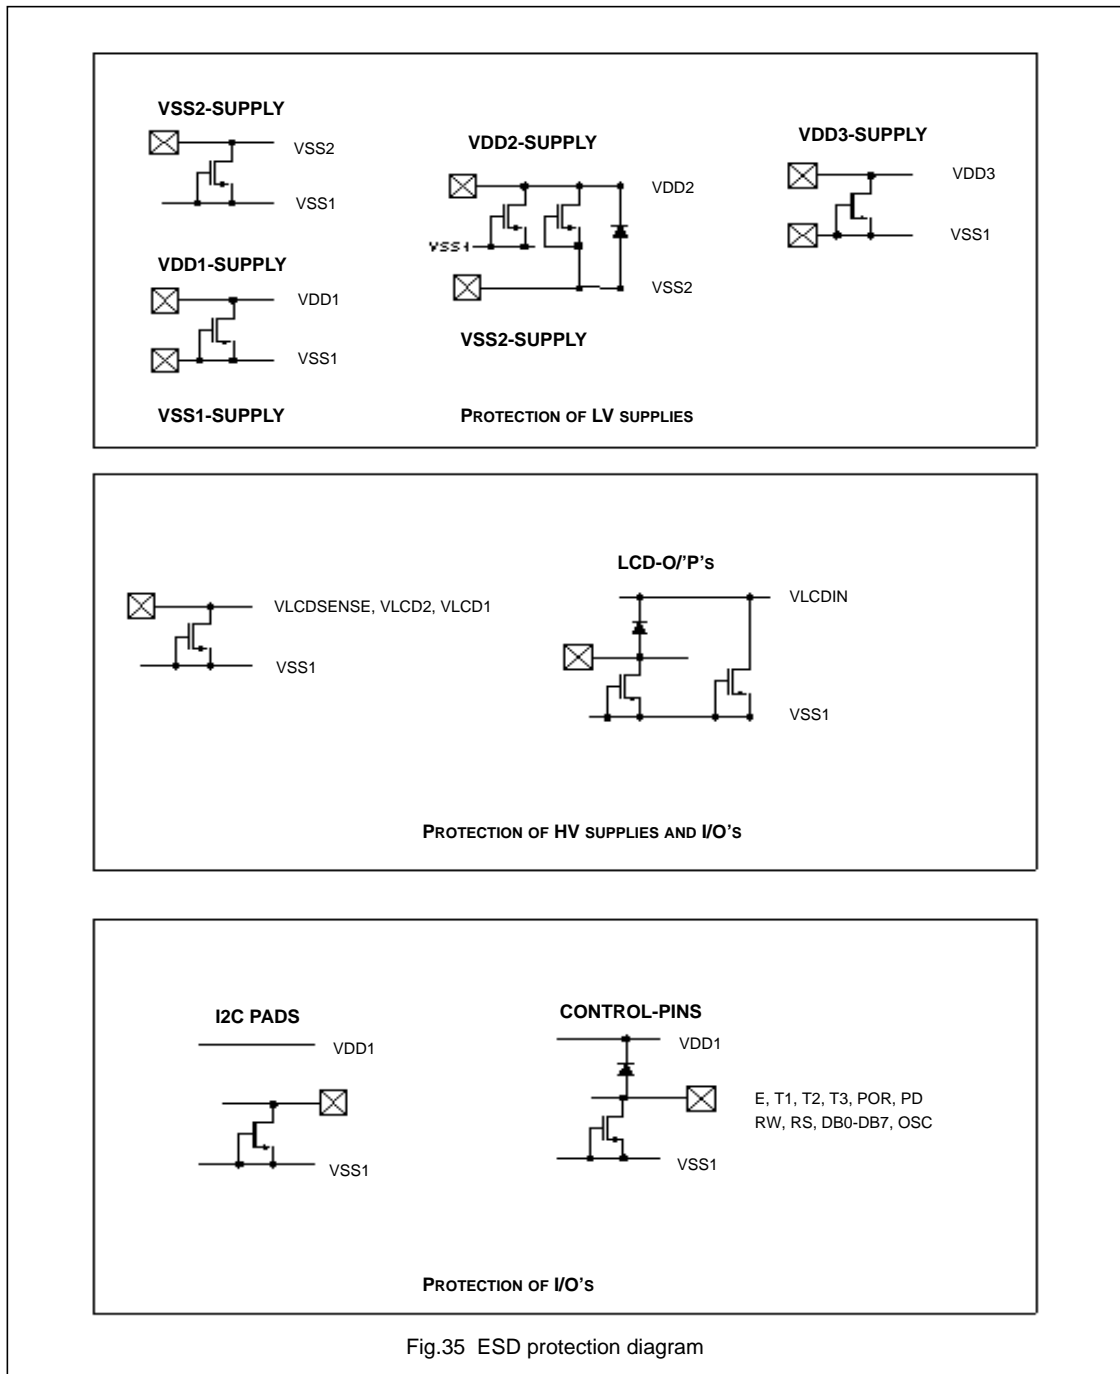 VSS2-SUPPLY
VSS2
VSS1
VDD1-SUPPLY
VDD1
VSS1
VSS1-SUPPLY
VDD2-SUPPLY
VDD2
VSS1
VSS2
VSS2-SUPPLY
VDD3-SUPPLY
VDD3
VSS1
PROTECTION OF LV SUPPLIES
VLCDSENSE, VLCD2, VLCD1
VSS1
LCD-O/'P'S
VLCDIN
VSS1
PROTECTION OF HV SUPPLIES AND I/O'S
I2C PADS
VDD1
VSS1
CONTROL-PINS
VDD1
E, T1, T2, T3, POR, PD
RW, RS, DB0-DB7, OSC
VSS1
PROTECTION OF I/O'S
Fig.35 ESD protection diagram